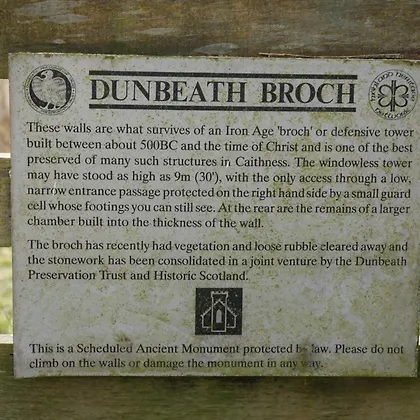 DUNBEATH BROCH
These walls are what survives of an Iron Age 'broch' or defensive tower
built between about 500BC and the time of Christ and is one of the best
preserved of many such structures in Caithness. The windowless tower
may have stood as high as 9m (30'), with the only access through a low,
narrow entrance passage protected on the right hand side by a small guard
cell whose footings you can still see. At the rear are the remains of a larger
chamber built into the thickness of the wall.
The broch has recently had vegetation and loose rubble cleared away and
the stonework has been consolidated in a joint venture by the Dunbeath
Preservation Trust and Historic Scotland.
This is a Scheduled Ancient Monument protected by law. Please do not
climb on the walls or damage the monument in any way.